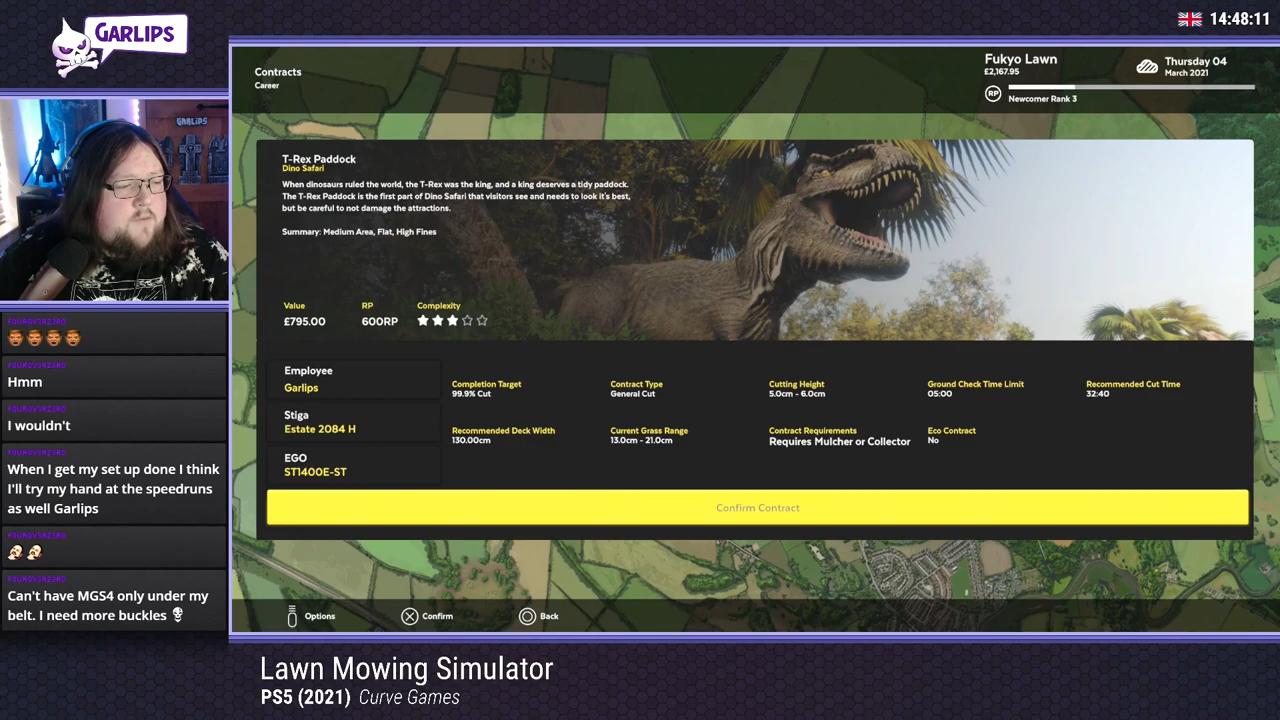 GARLIPS
14:48:11
GARLIPS
FOUROV3RZ3RO
FOUROV3RZ3RO
Hmm
FOUROV3RZ3RO
I wouldn't
FOUROV3RZ3RO
When I get my set up done I think
I'll try my hand at the speedruns
as well Garlips
FOUROV3RZ3RO
FOUROV3RZ3RO
Can't have MGS4 only under my
belt. I need more buckles
Contracts
Career
Fukyo Lawn
£2,167.95
Thursday 04
March 2021
RP
Newcomer Rank 3
T-Rex Paddock
Dino Safari
When dinosaurs ruled the world, the T-Rex was the king, and a king deserves a tidy paddock.
The T-Rex Paddock is the first part of Dino Safari that visitors see and needs to look it's best,
but be careful to not damage the attractions.
Summary: Medium Area, Flat, High Fines
Value RP Complexity
£795.00 600RP
Employee
Garlips
Stiga
Estate 2084 H
EGO
ST1400E-ST
Completion Target Contract Type Cutting Height Ground Check Time Limit Recommended Cut Time
99.9% Cut General Cut 5.0cm - 6.0cm 05:00 32:40
Recommended Deck Width Current Grass Range Contract Requirements Eco Contract
130.00cm 13.0cm - 21.0cm Requires Mulcher or Collector No
Confirm Contract
Options Confirm Back
Lawn Mowing Simulator
PS5 (2021) Curve Games